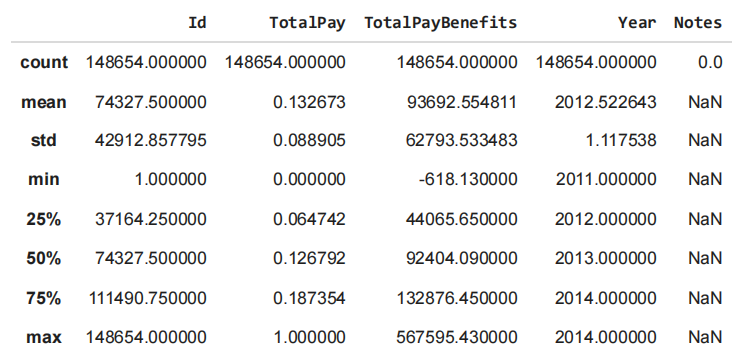 Id TotalPay TotalPayBenefits Year Notes
count 148654.000000 148654.000000 148654.000000 148654.000000 0.0
mean 74327.500000 0.132673 93692.554811 2012.522643 NaN
std 42912.857795 0.088905 62793.533483 1.117538 NaN
min 1.000000 0.000000 -618.130000 2011.000000 NaN
25% 37164.250000 0.064742 44065.650000 2012.000000 NaN
50% 74327.500000 0.126792 92404.090000 2013.000000 NaN
75% 111490.750000 0.187354 132876.450000 2014.000000 NaN
max 148654.000000 1.000000 567595.430000 2014.000000 NaN